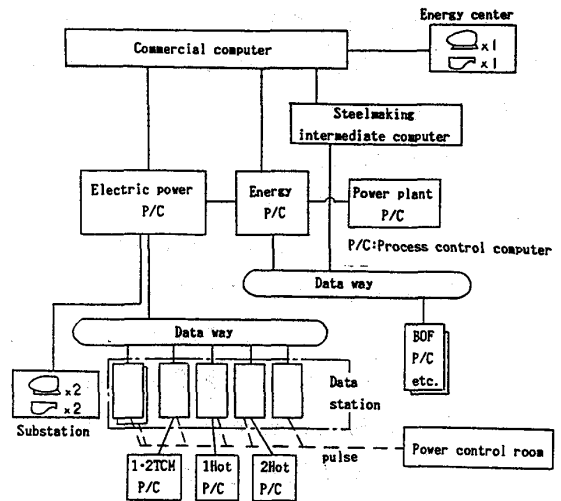 Energy center
×1
×1
Commercial computer
Steelmaking
intermediate computer
Electric power
P/C
Energy
P/C
Power plant
P/C
P/C:Process control computer
Data way
Data way
BOF
P/C
etc.
×2
×2
Substation
Data
station
pulse
Power control room
1·2TCM
P/C
1Hot
P/C
2Hot
P/C